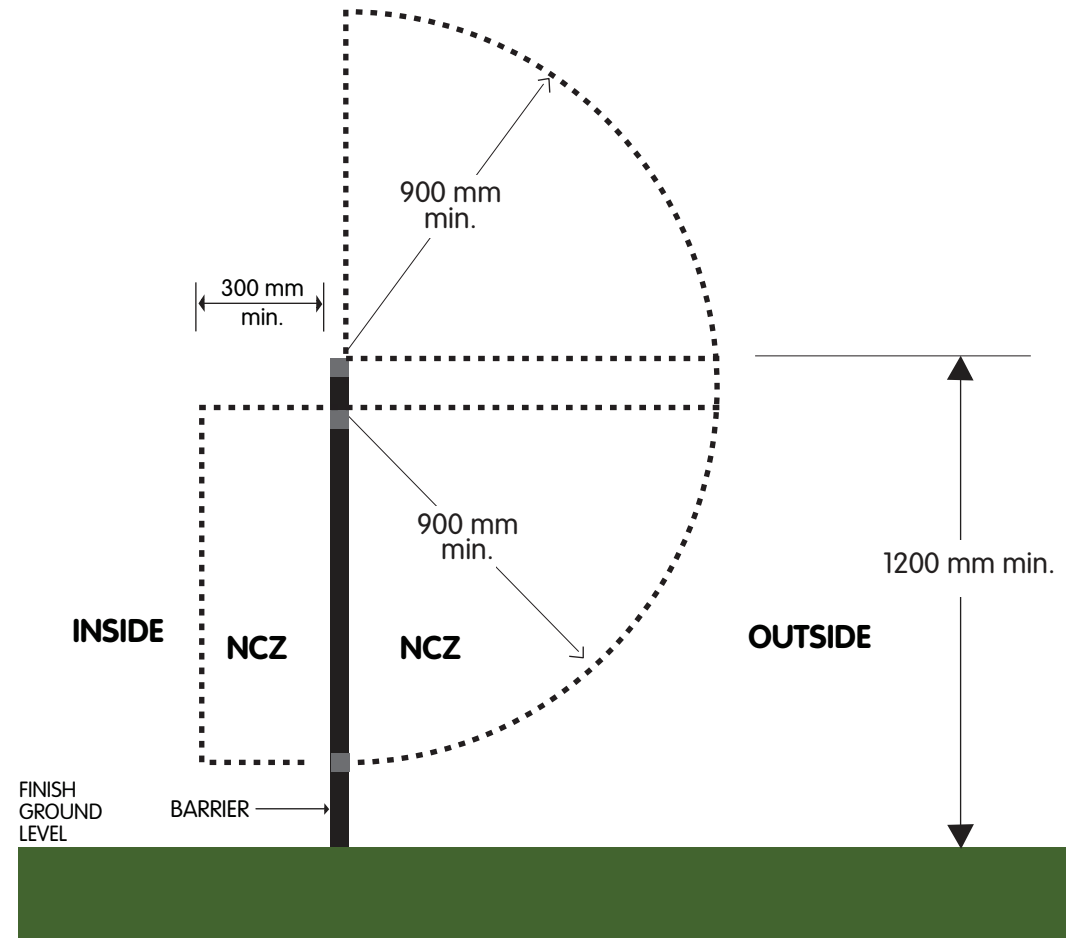 900 mm
min.
300 mm
min.
900 mm
min.
1200 mm min.
INSIDE
NCZ
NCZ
OUTSIDE
FINISH
GROUND
LEVEL
BARRIER